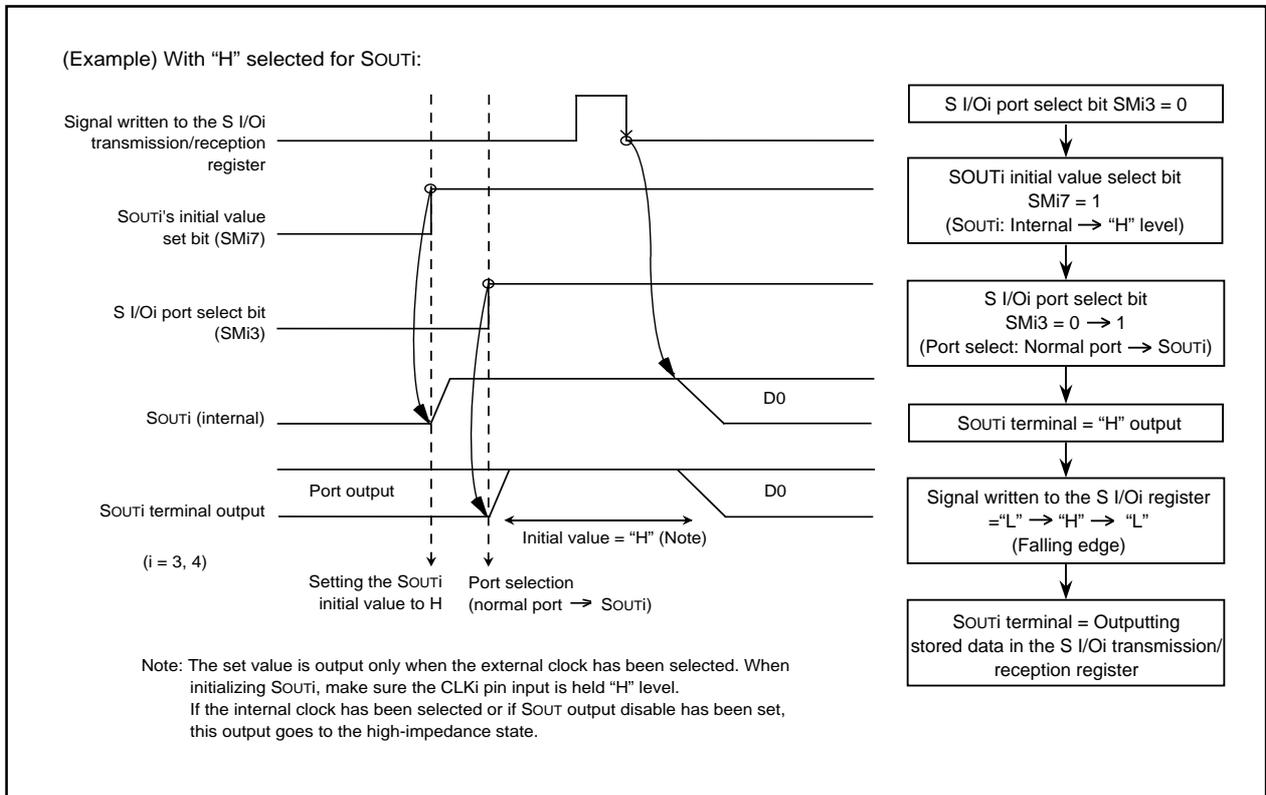 (Example) With “H” selected for SOUTi:
Signal written to the S I/Oi
transmission/reception
register
SOUTi's initial value
set bit (SMi7)
S I/Oi port select bit
(SMi3)
SOUTi (internal)
D0
Port output
D0
SOUTi terminal output
Initial value = “H” (Note)
(i = 3, 4)
Setting the SOUTi
initial value to H
Port selection
(normal port → SOUTi)
Note: The set value is output only when the external clock has been selected. When
initializing SOUTi, make sure the CLKi pin input is held “H” level.
If the internal clock has been selected or if SOUT output disable has been set,
this output goes to the high-impedance state.
S I/Oi port select bit SMi3 = 0
SOUTi initial value select bit
SMi7 = 1
(SOUTi: Internal → “H” level)
S I/Oi port select bit
SMi3 = 0 → 1
(Port select: Normal port → SOUTi)
SOUTi terminal = “H” output
Signal written to the S I/Oi register
=“L” → “H” → “L”
(Falling edge)
SOUTi terminal = Outputting
stored data in the S I/Oi transmission/
reception register